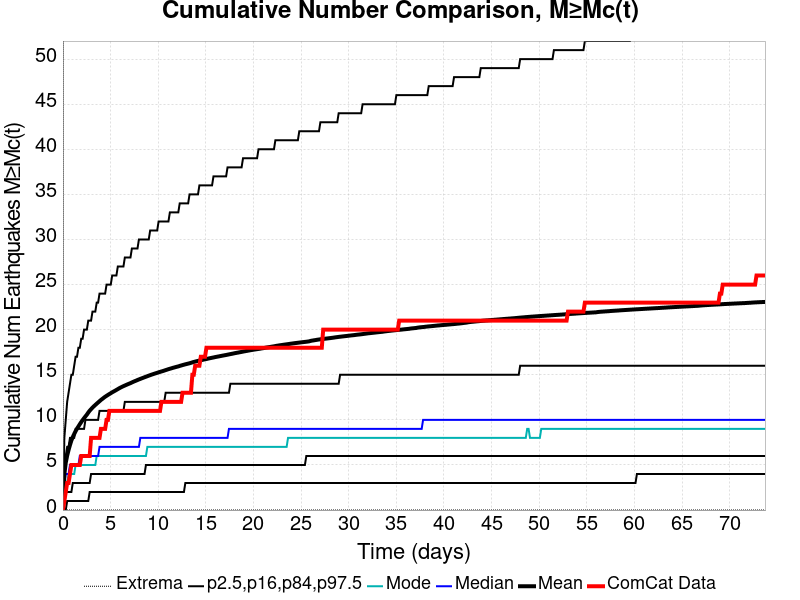 Cumulative Number Comparison, M≥Mc(t)
Cumulative Num Earthquakes M≥Mc(t)
50
45
40
35
30
25
20
15
10
5
0
0 5 10 15 20 25 30 35 40 45 50 55 60 65 70
Time (days)
Extrema p2.5,p16,p84,p97.5 Mode Median Mean ComCat Data